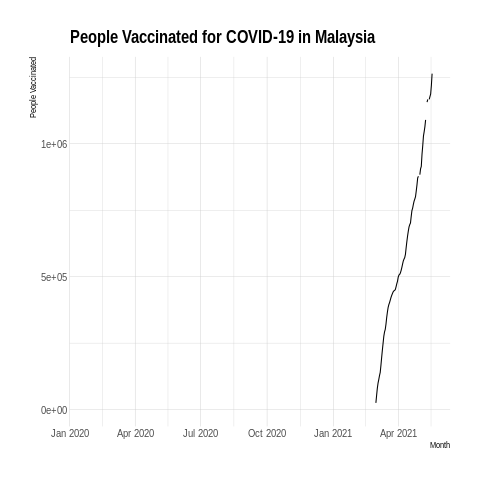 People Vaccinated for COVID-19 in Malaysia
People Vaccinated
1e+06
5e+05
0e+00
Jan 2020 Apr 2020 Jul 2020 Oct 2020 Jan 2021 Apr 2021
Month